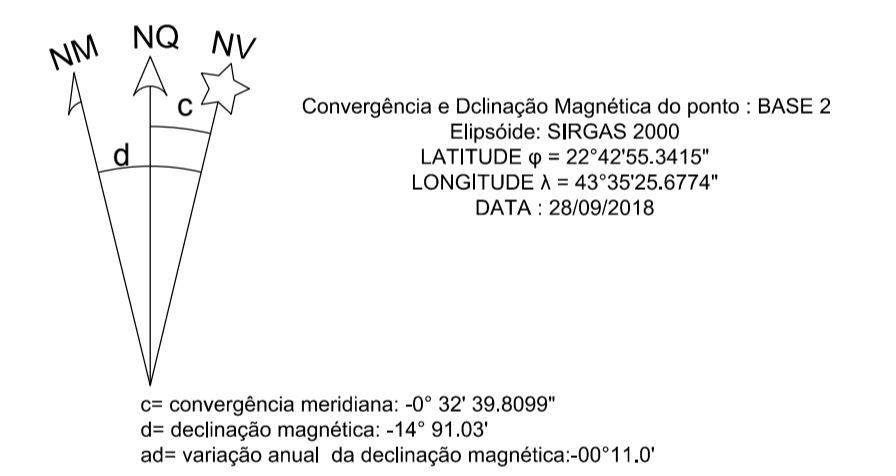 NM NQ NV
c
d
Convergência e Dclinação Magnética do ponto : BASE 2
Elipsóide: SIRGAS 2000
LATITUDE φ = 22°42'55.3415"
LONGITUDE λ = 43°35'25.6774"
DATA : 28/09/2018
c= convergência meridiana: -0° 32' 39.8099"
d= declinação magnética: -14° 91.03'
ad= variação anual da declinação magnética:-00°11.0'